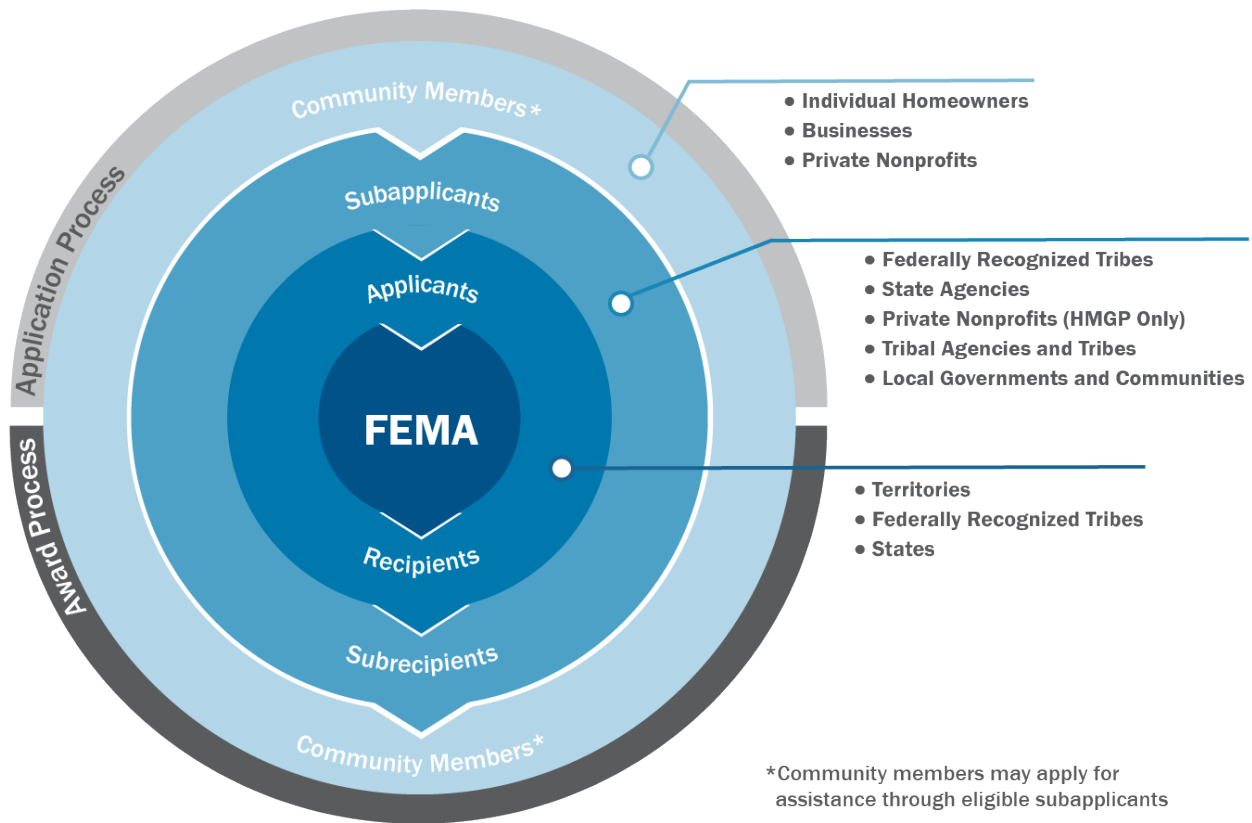 Application Process
Community Members*
Subapplicants
Applicants
FEMA
Recipients
Subrecipients
Community Members*
Award Process
● Individual Homeowners
● Businesses
● Private Nonprofits
● Federally Recognized Tribes
● State Agencies
● Private Nonprofits (HMGP Only)
● Tribal Agencies and Tribes
● Local Governments and Communities
● Territories
● Federally Recognized Tribes
● States
*Community members may apply for
assistance through eligible subapplicants